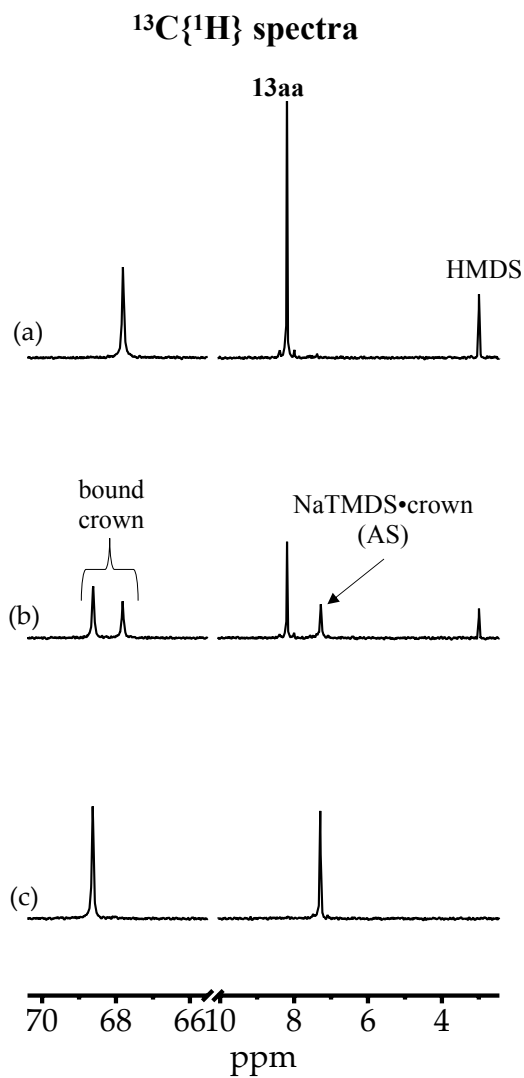 ¹³C{¹H} spectra
13aa
HMDS
(a)
bound
crown
NaTMDS•crown
(AS)
(b)
(c)
70 68 66 10 8 6 4
ppm